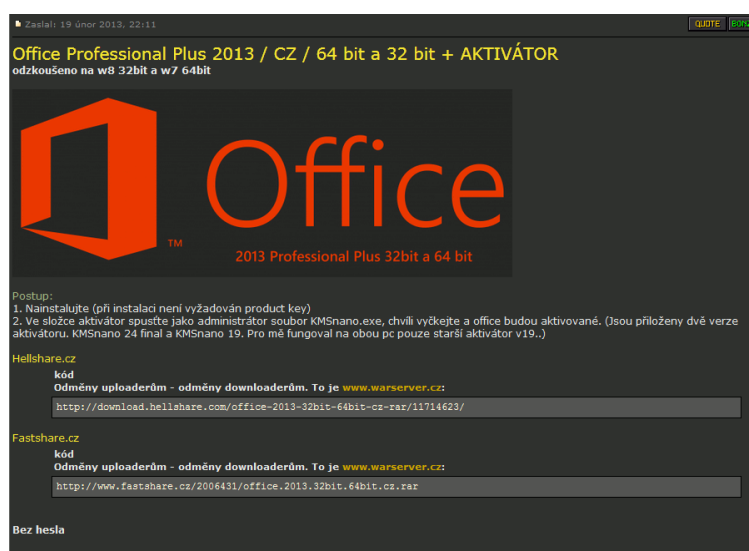 Zaslal: 19 únor 2013, 22:11
QUOTE
Office Professional Plus 2013 / CZ / 64 bit a 32 bit + AKTIVÁTOR
odzkoušeno na w8 32bit a w7 64bit
Office
TM
2013 Professional Plus 32bit a 64 bit
Postup:
1. Nainstalujte (při instalaci není vyžadován product key)
2. Ve složce aktivátor spusťte jako administrátor soubor KMSnano.exe, chvíli vyčkejte a office budou aktivované. (Jsou přiloženy dvě verze
aktivátoru. KMSnano 24 final a KMSnano 19. Pro mě fungoval na obou pc pouze starší aktivátor v19..)
Hellshare.cz
kód
Odměny uploaderům - odměny downloaderům. To je www.warserver.cz:
http://download.hellshare.com/office-2013-32bit-64bit-cz-rar/11714623/
Fastshare.cz
kód
Odměny uploaderům - odměny downloaderům. To je www.warserver.cz:
http://www.fastshare.cz/2006431/office.2013.32bit.64bit.cz.rar
Bez hesla